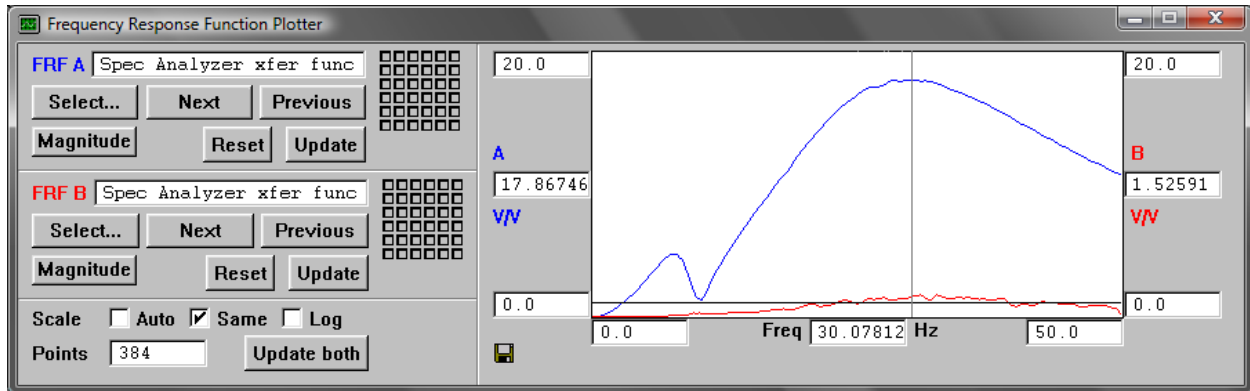 Frequency Response Function Plotter
FRF A Spec Analyzer xfer func
Select... Next Previous
Magnitude Reset Update
FRF B Spec Analyzer xfer func
Select... Next Previous
Magnitude Reset Update
Scale Auto Same Log
Points 384 Update both
20.0
A
17.86746
V/V
0.0
0.0 Freq 30.07812 Hz 50.0
20.0
B
1.52591
V/V
0.0